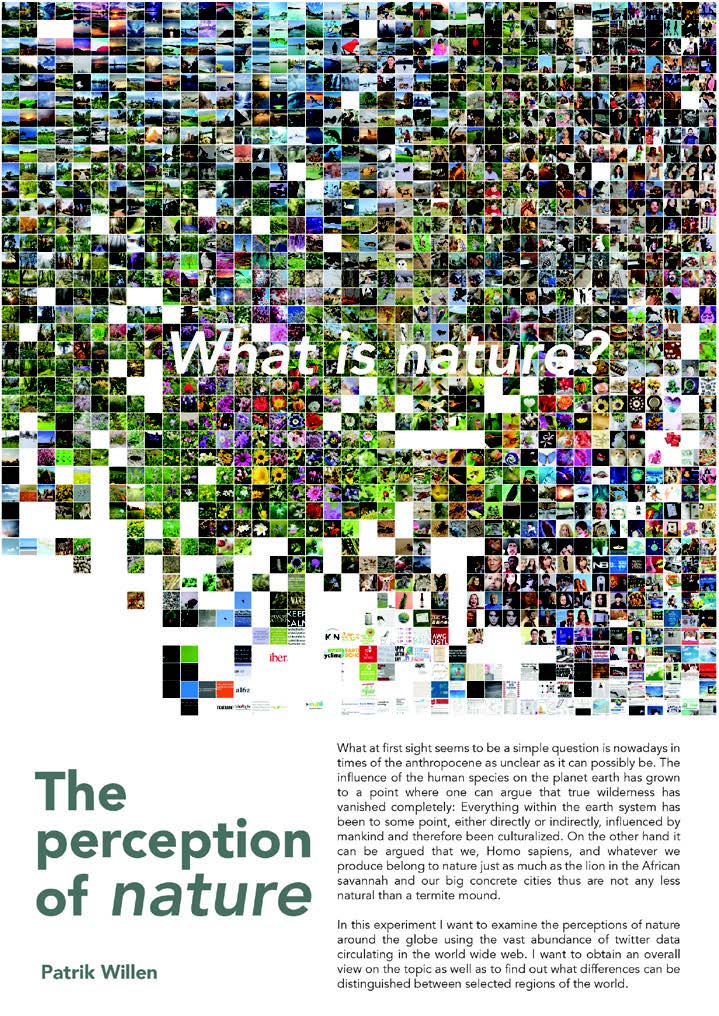 What is nature?
iber.
The
perception
of nature
Patrik Willen
What at first sight seems to be a simple question is nowadays in
times of the anthropocene as unclear as it can possibly be. The
influence of the human species on the planet earth has grown
to a point where one can argue that true wilderness has
vanished completely: Everything within the earth system has
been to some point, either directly or indirectly, influenced by
mankind and therefore been culturalized. On the other hand it
can be argued that we, Homo sapiens, and whatever we
produce belong to nature just as much as the lion in the African
savannah and our big concrete cities thus are not any less
natural than a termite mound.
In this experiment I want to examine the perceptions of nature
around the globe using the vast abundance of twitter data
circulating in the world wide web. I want to obtain an overall
view on the topic as well as to find out what differences can be
distinguished between selected regions of the world.